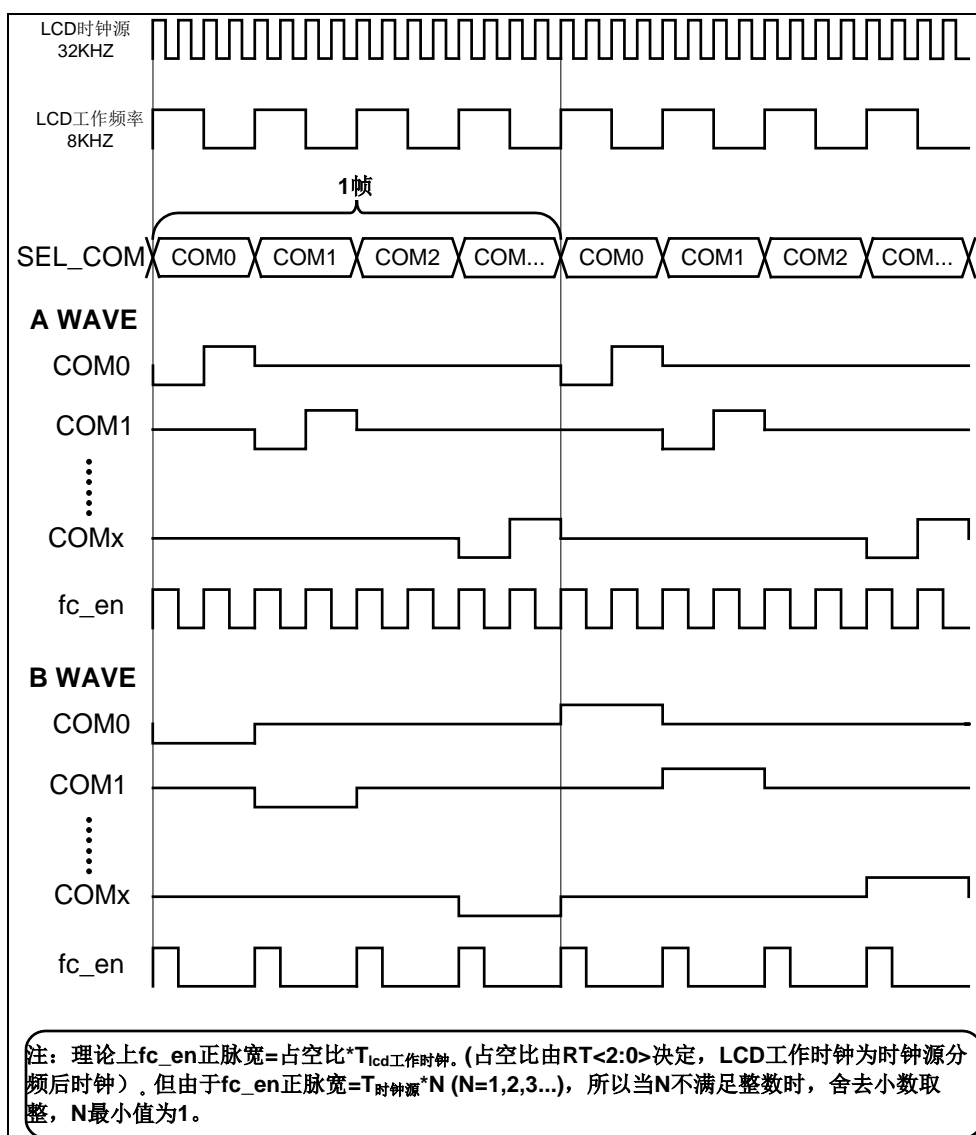 LCD时钟源
32KHZ
LCD工作频率
8KHZ
1帧
SEL_COM COM0 COM1 COM2 COM... COM0 COM1 COM2 COM...
A WAVE
COM0
COM1
COMx
fc_en
B WAVE
COM0
COM1
COMx
fc_en
注：理论上fc_en正脉宽=占空比*Tlcd工作时钟。(占空比由RT<2:0>决定，LCD工作时钟为时钟源分
频后时钟）。但由于fc_en正脉宽=T时钟源*N (N=1,2,3...)，所以当N不满足整数时，舍去小数取
整，N最小值为1。